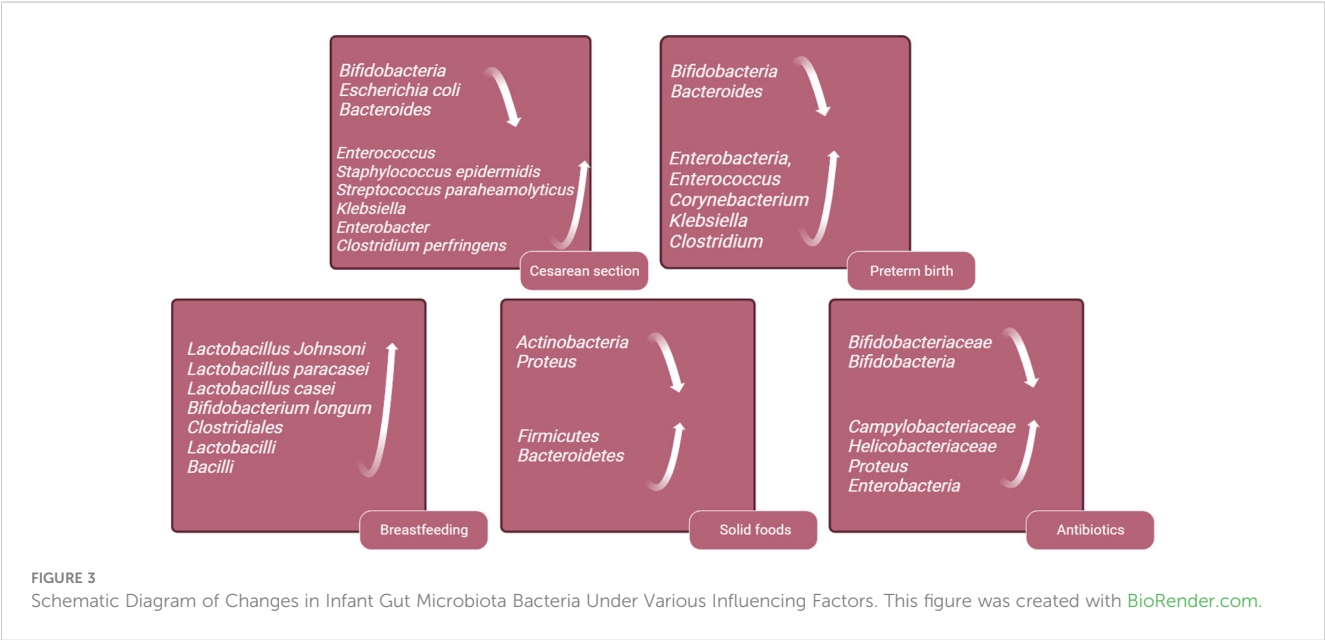 Bifidobacteria
Escherichia coli
Bacteroides
Enterococcus
Staphylococcus epidermidis
Streptococcus paraheamolyticus
Klebsiella
Enterobacter
Clostridium perfringens
Cesarean section
Bifidobacteria
Bacteroides
Enterobacteria,
Enterococcus
Corynebacterium
Klebsiella
Clostridium
Preterm birth
Lactobacillus Johnsoni
Lactobacillus paracasei
Lactobacillus casei
Bifidobacterium longum
Clostridiales
Lactobacilli
Bacilli
Breastfeeding
Actinobacteria
Proteus
Firmicutes
Bacteroidetes
Solid foods
Bifidobacteriaceae
Bifidobacteria
Campylobacteriaceae
Helicobacteriaceae
Proteus
Enterobacteria
Antibiotics
FIGURE 3
Schematic Diagram of Changes in Infant Gut Microbiota Bacteria Under Various Influencing Factors. This figure was created with BioRender.com.